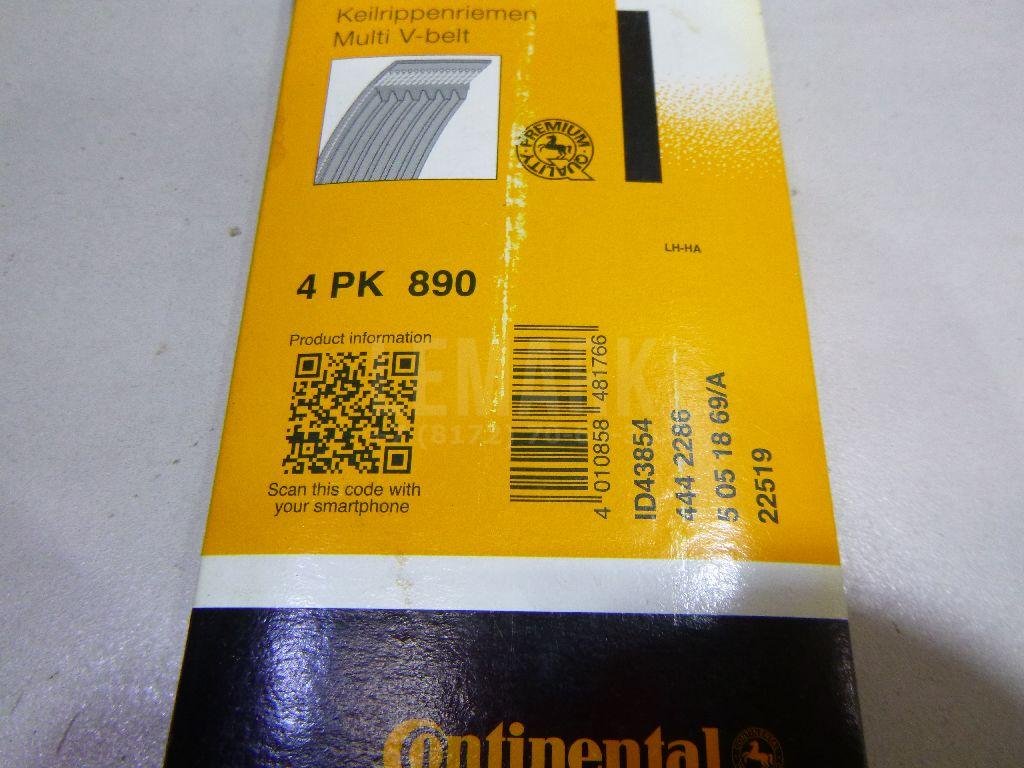 Keilrippenriemen
Multi V-belt
PREMIUM QUALITY
LH-HA
4 PK 890
Product information
Scan this code with
your smartphone
4 010858 481766
ID43854
444 2286
5 05 18 69/A
22519
Continental